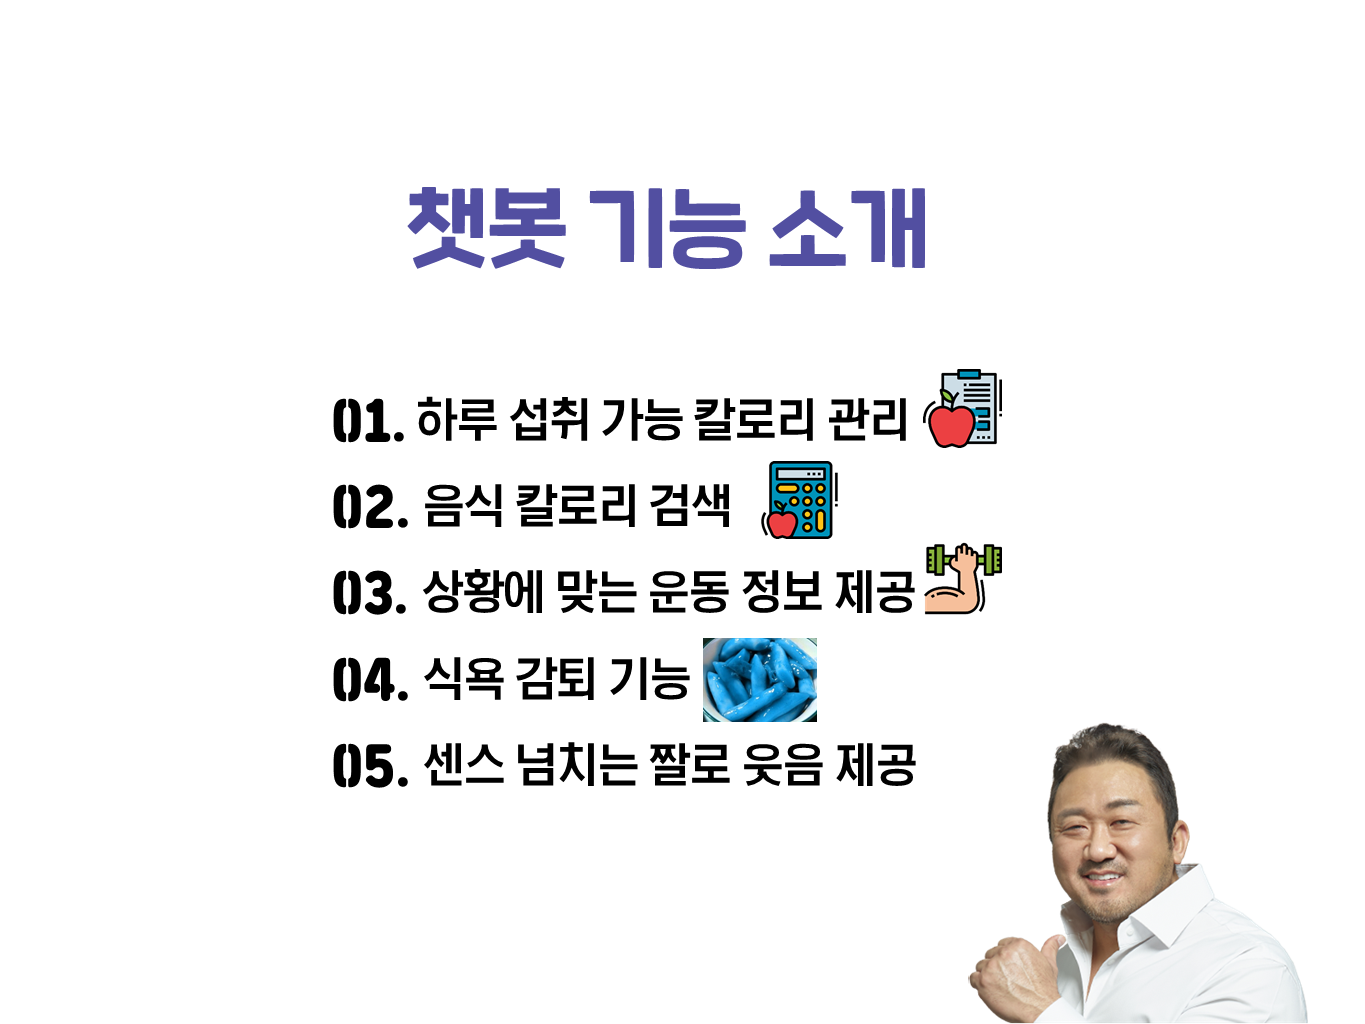 챗봇 기능 소개
01. 하루 섭취 가능 칼로리 관리
02. 음식 칼로리 검색
03. 상황에 맞는 운동 정보 제공
04. 식욕 감퇴 기능
05. 센스 넘치는 짤로 웃음 제공